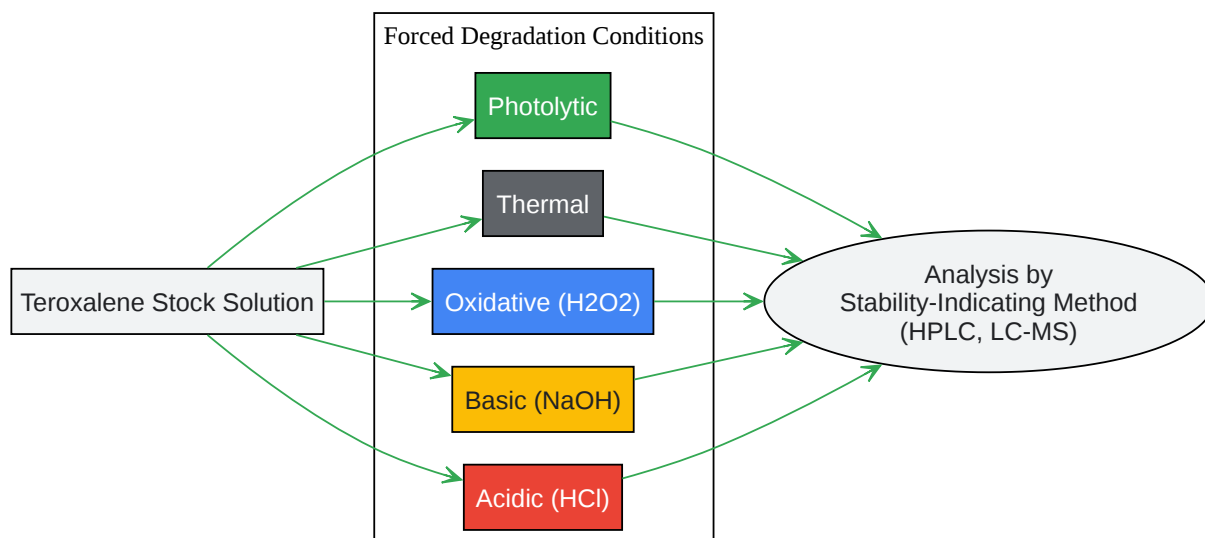 Forced Degradation Conditions
Photolytic
Thermal
Teroxalene Stock Solution
Oxidative (H2O2)
Basic (NaOH)
Acidic (HCl)
Analysis by
Stability-Indicating Method
(HPLC, LC-MS)